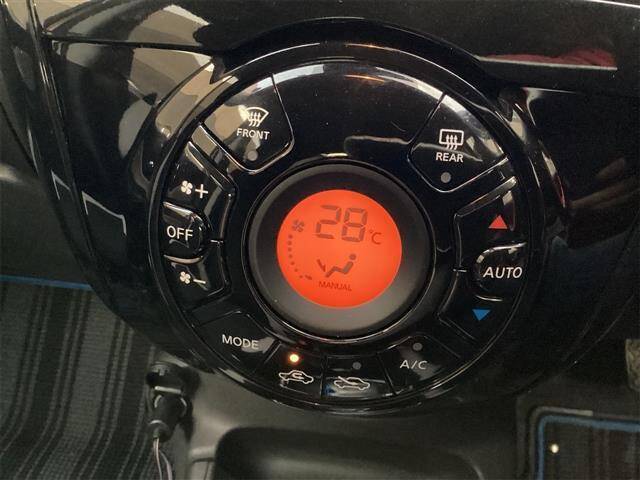 FRONT
REAR
+
OFF
−
28°C
MANUAL
AUTO
MODE
A/C